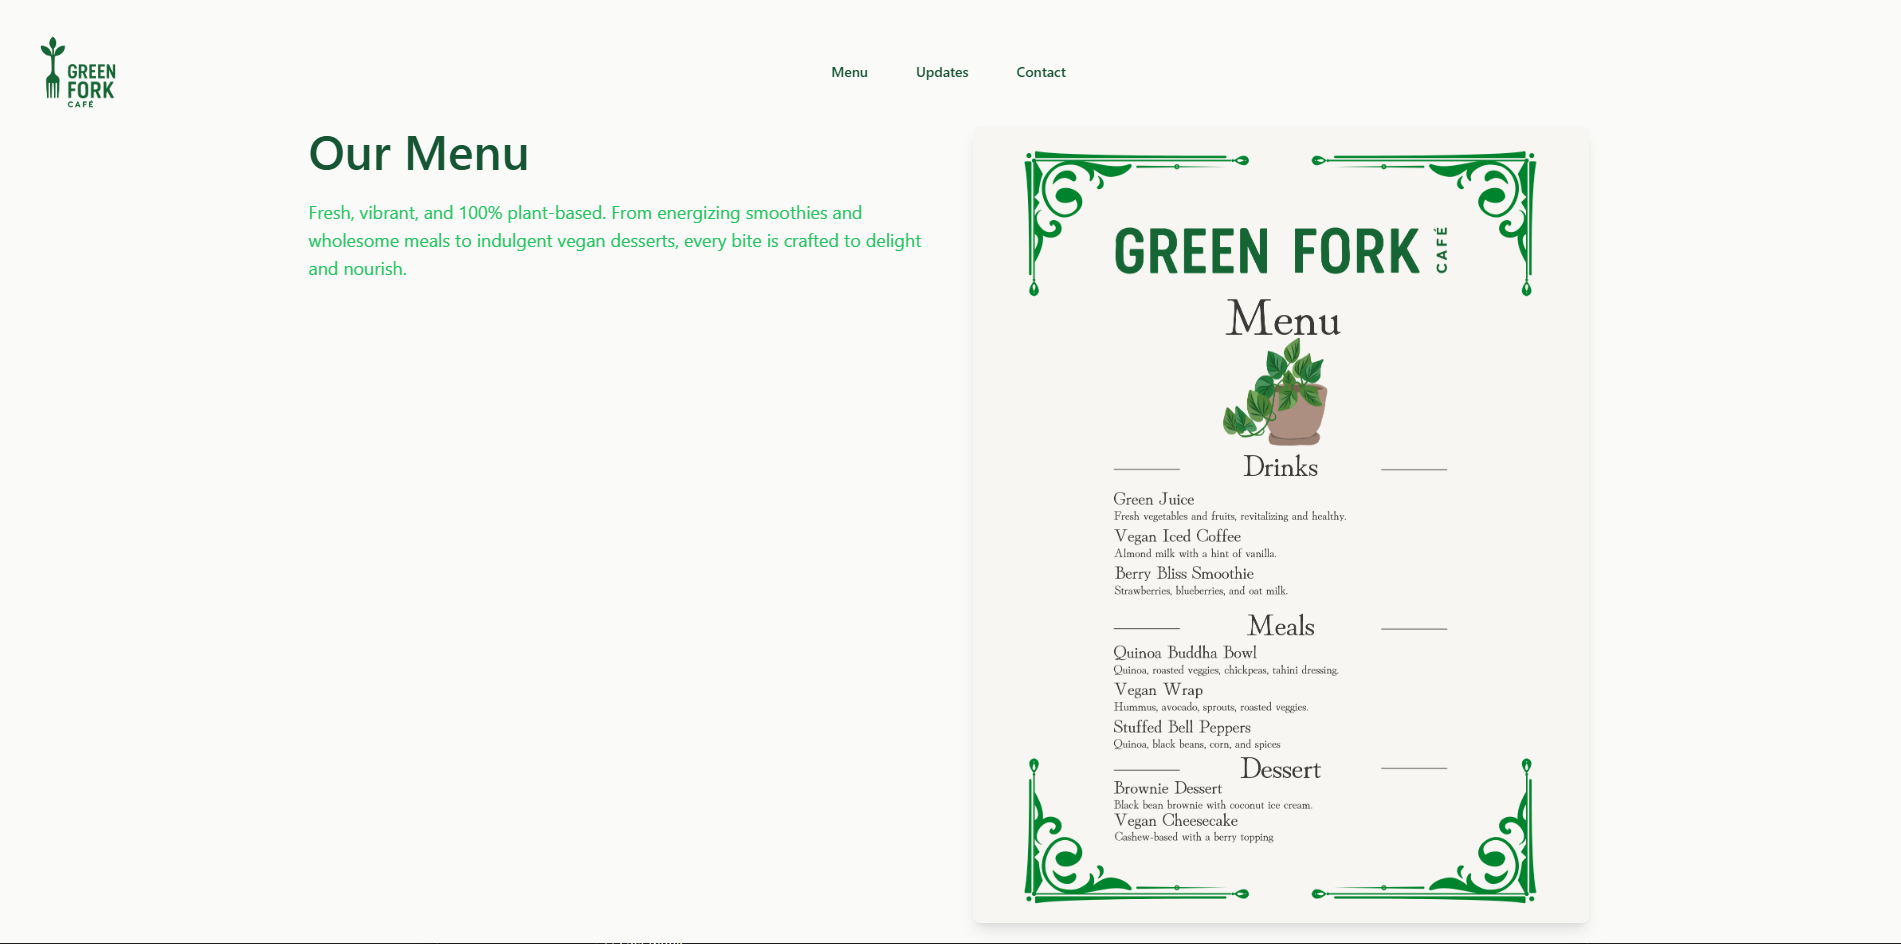 GREEN
FORK
CAFÉ
Menu
Updates
Contact
Our Menu
Fresh, vibrant, and 100% plant-based. From energizing smoothies and
wholesome meals to indulgent vegan desserts, every bite is crafted to delight
and nourish.
GREEN FORK CAFÉ
Menu
Drinks
Green Juice
Fresh vegetables and fruits, revitalizing and healthy.
Vegan Iced Coffee
Almond milk with a hint of vanilla.
Berry Bliss Smoothie
Strawberries, blueberries, and oat milk.
Meals
Quinoa Buddha Bowl
Quinoa, roasted veggies, chickpeas, tahini dressing.
Vegan Wrap
Hummus, avocado, sprouts, roasted veggies.
Stuffed Bell Peppers
Quinoa, black beans, corn, and spices
Dessert
Brownie Dessert
Black bean brownie with coconut ice cream.
Vegan Cheesecake
Cashew-based with a berry topping